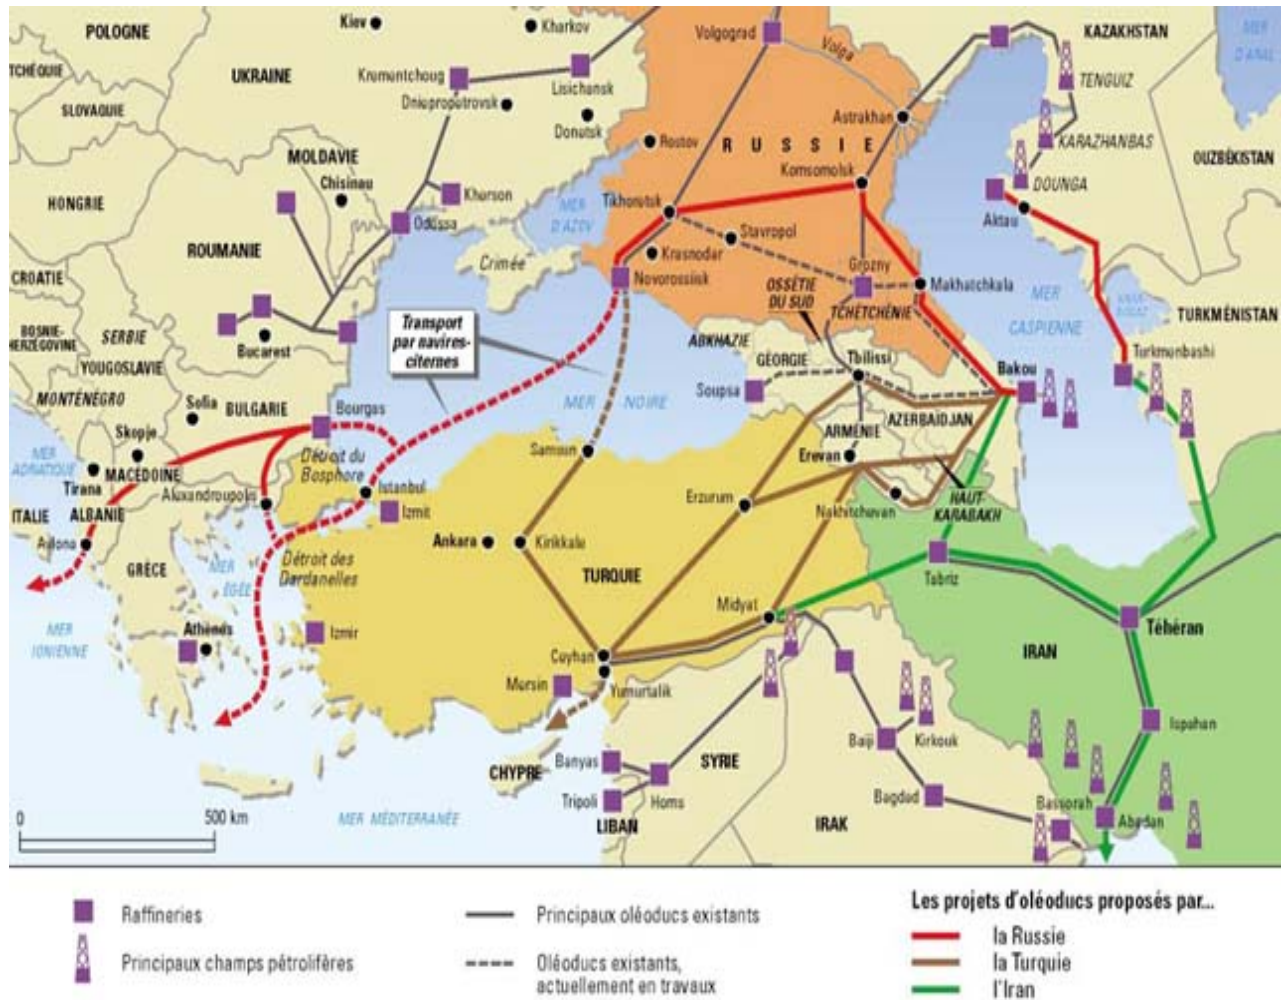 POLOGNE
Kiev
Kharkov
Volgograd
Volga
KAZAKHSTAN
MER
D'ARAL
TCHÉQUIE
UKRAINE
Krementchoug
Lisichansk
TENGUIZ
SLOVAQUIE
Dniepropetrovsk
Donetsk
Astrakhan
KARAZHANBAS
MOLDAVIE
Rostov
RUSSIE
OUZBÉKISTAN
Chisinau
Komsomolsk
DOUNGA
HONGRIE
Kherson
MER
D'AZOV
Tikhoretsk
Aktau
Odessa
Stavropol
ROUMANIE
Krasnodar
Crimée
Grozny
CROATIE
Novorossiisk
OSSÉTIE
DU SUD
Makhatchkala
MER
CASPIENNE
TCHÉTCHÉNIE
TURKMÉNISTAN
BOSNIE-
HERZÉGOVINE
SERBIE
Bucarest
Transport
par navires-
citernes
ABKHAZIE
GÉORGIE
Tbilissi
Turkmenbashi
YOUGOSLAVIE
Bakou
MONTÉNÉGRO
Sofia
BULGARIE
Bourgas
Soupsa
MER NOIRE
AZERBAÏDJAN
Skopje
ARMÉNIE
MER
ADRIATIQUE
MACÉDOINE
Détroit du
Bosphore
Samsun
Erevan
Tirana
Alexandroupolis
Istanbul
HAUT-
KARABAKH
ITALIE
ALBANIE
Izmit
Erzurum
Nakhitchevan
Ankara
Kirikkale
GRÈCE
Détroit des
Dardanelles
TURQUIE
Tabriz
MER
EGÉE
Midyat
MER
IONIENNE
Athènes
Izmir
Téhéran
Ceyhan
IRAN
Mersin
Yumurtalik
Ispahan
Baiji
Kirkouk
CHYPRE
Banyas
SYRIE
Tripoli
Homs
Bagdad
Bassorah
Abadan
0
500 km
MER MÉDITERRANÉE
LIBAN
IRAK
Raffineries
Principaux champs pétrolifères
Principaux oléoducs existants
Oléoducs existants,
actuellement en travaux
Les projets d'oléoducs proposés par...
la Russie
la Turquie
l'Iran